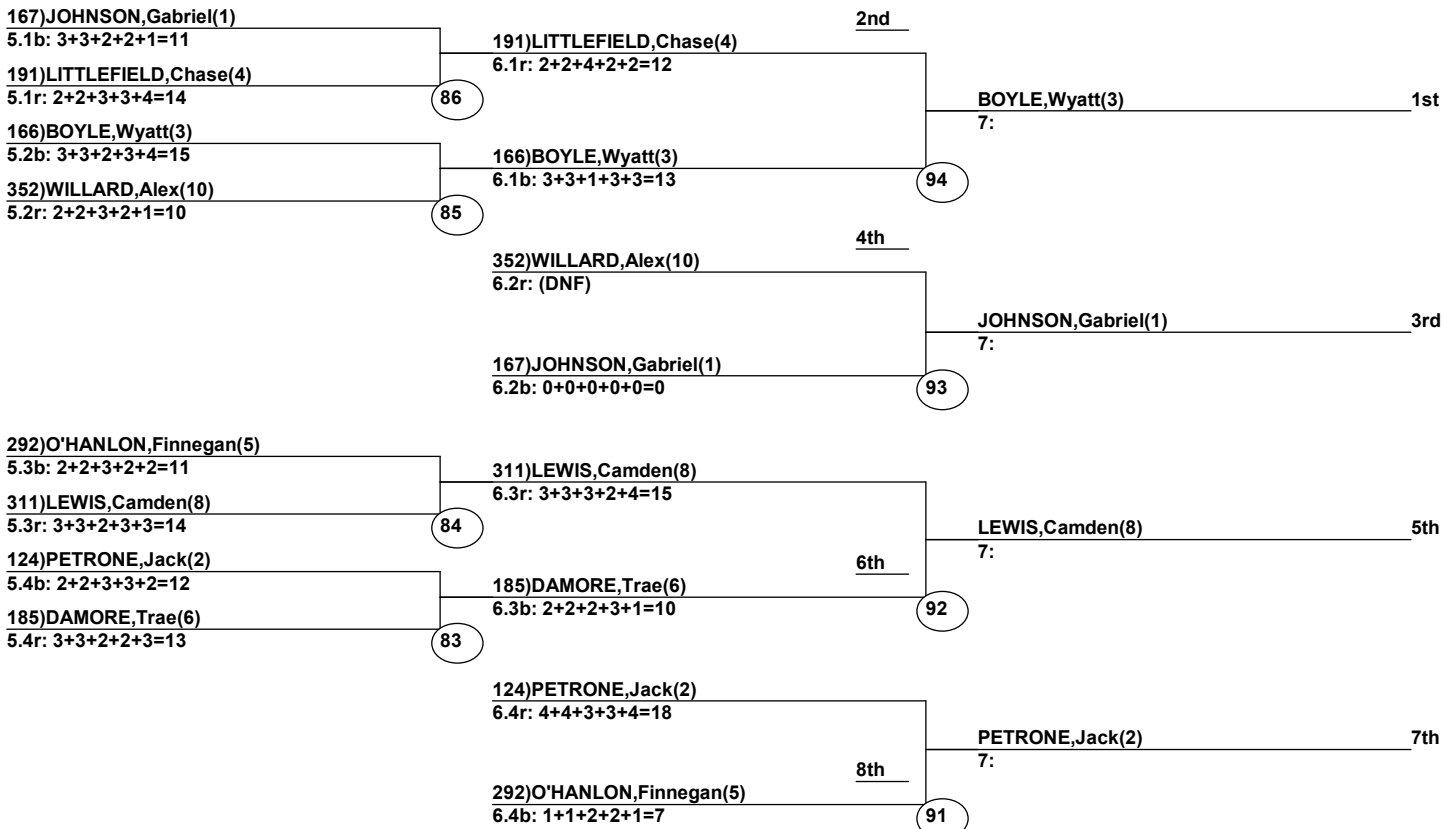 167)JOHNSON,Gabriel(1)
5.1b: 3+3+2+2+1=11
191)LITTLEFIELD,Chase(4)
5.1r: 2+2+3+3+4=14
86
166)BOYLE,Wyatt(3)
5.2b: 3+3+2+3+4=15
352)WILLARD,Alex(10)
5.2r: 2+2+3+2+1=10
85
2nd
191)LITTLEFIELD,Chase(4)
6.1r: 2+2+4+2+2=12
166)BOYLE,Wyatt(3)
6.1b: 3+3+1+3+3=13
94
BOYLE,Wyatt(3)
1st
7:
4th
352)WILLARD,Alex(10)
6.2r: (DNF)
167)JOHNSON,Gabriel(1)
6.2b: 0+0+0+0+0=0
93
JOHNSON,Gabriel(1)
3rd
7:
292)O'HANLON,Finnegan(5)
5.3b: 2+2+3+2+2=11
311)LEWIS,Camden(8)
5.3r: 3+3+2+3+3=14
84
124)PETRONE,Jack(2)
5.4b: 2+2+3+3+2=12
185)DAMORE,Trae(6)
5.4r: 3+3+2+2+3=13
83
311)LEWIS,Camden(8)
6.3r: 3+3+3+2+4=15
6th
185)DAMORE,Trae(6)
6.3b: 2+2+2+3+1=10
92
LEWIS,Camden(8)
5th
7:
124)PETRONE,Jack(2)
6.4r: 4+4+3+3+4=18
8th
292)O'HANLON,Finnegan(5)
6.4b: 1+1+2+2+1=7
91
PETRONE,Jack(2)
7th
7: